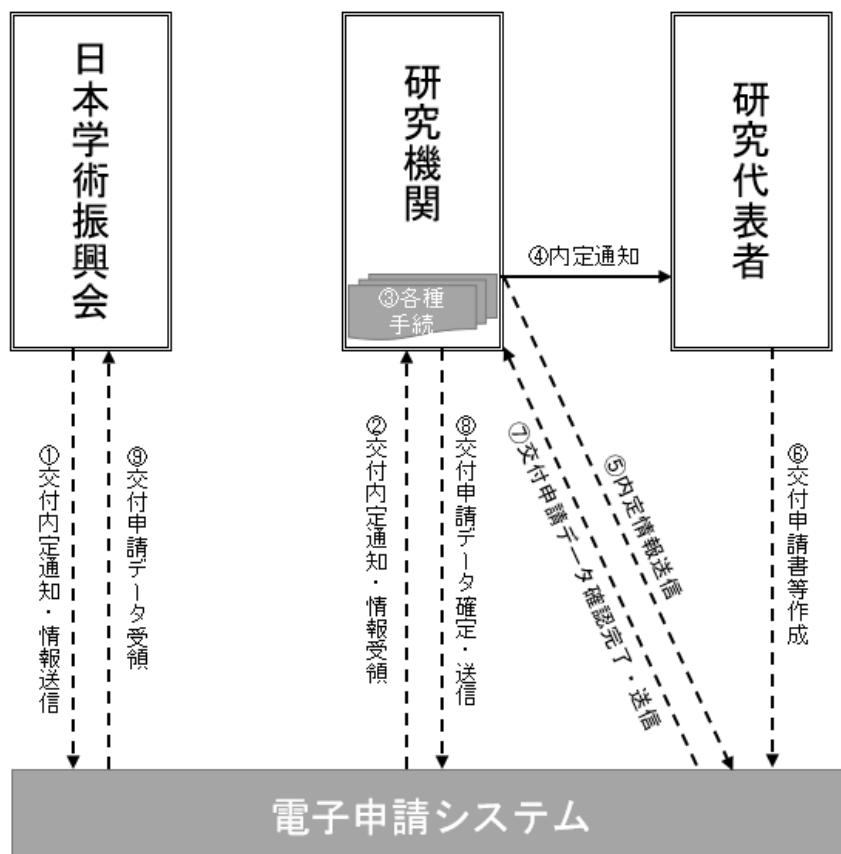 日本学術振興会
研究機関
研究代表者
③各種
手続
④内定通知
①交付内定通知・情報送信
⑨交付申請データ受領
②交付内定通知・情報受領
⑧交付申請データ確定・送信
⑦交付申請データ確認完了・送信
⑤内定情報送信
⑥交付申請書等作成
電子申請システム